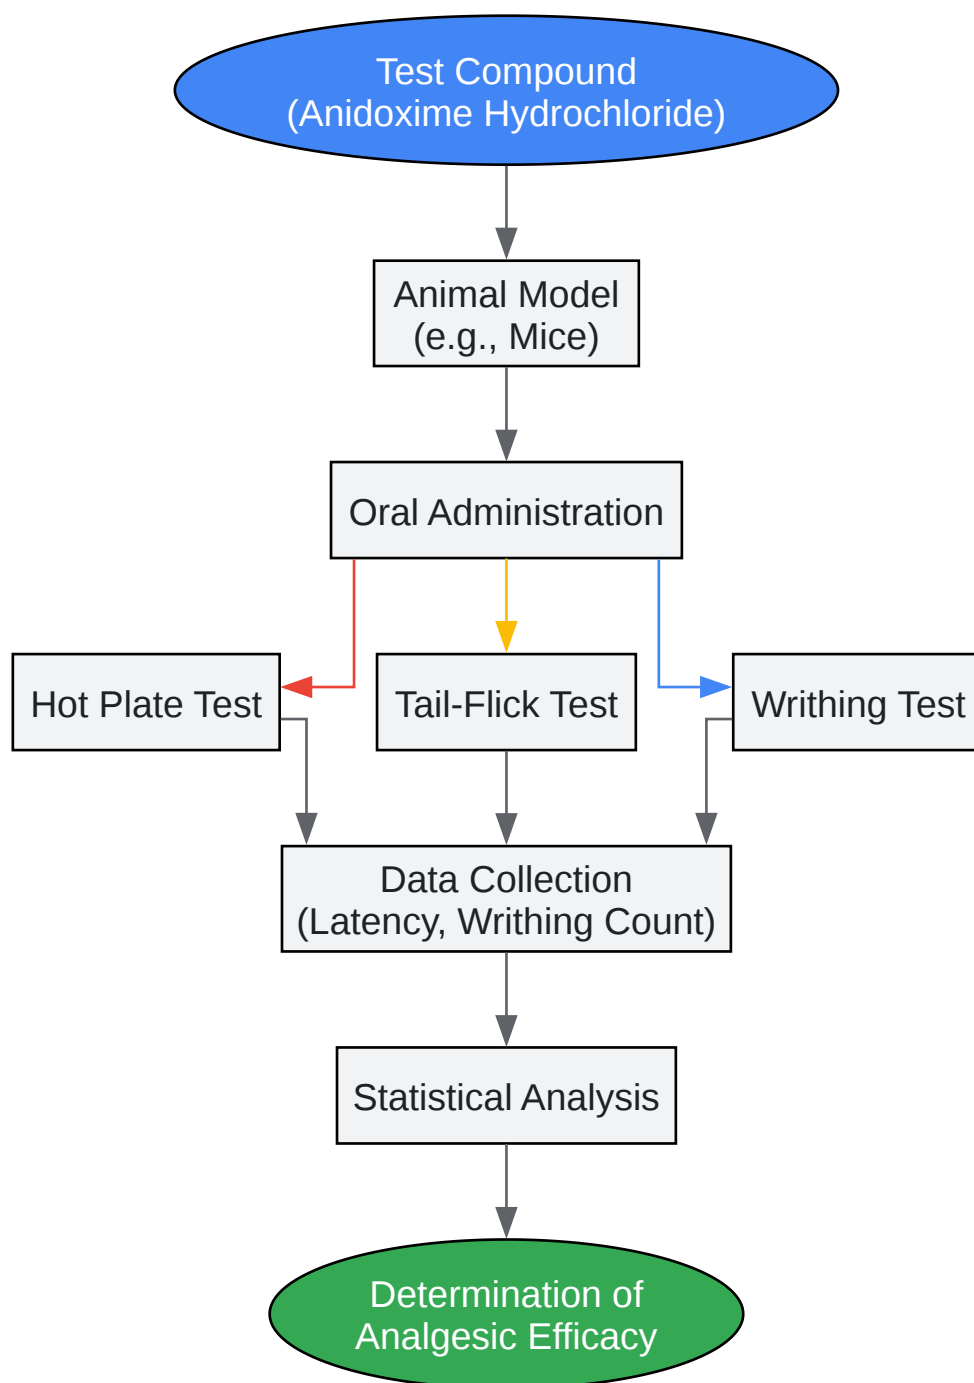 Test Compound
(Anidoxime Hydrochloride)
Animal Model
(e.g., Mice)
Oral Administration
Hot Plate Test
Tail-Flick Test
Writhing Test
Data Collection
(Latency, Writhing Count)
Statistical Analysis
Determination of
Analgesic Efficacy